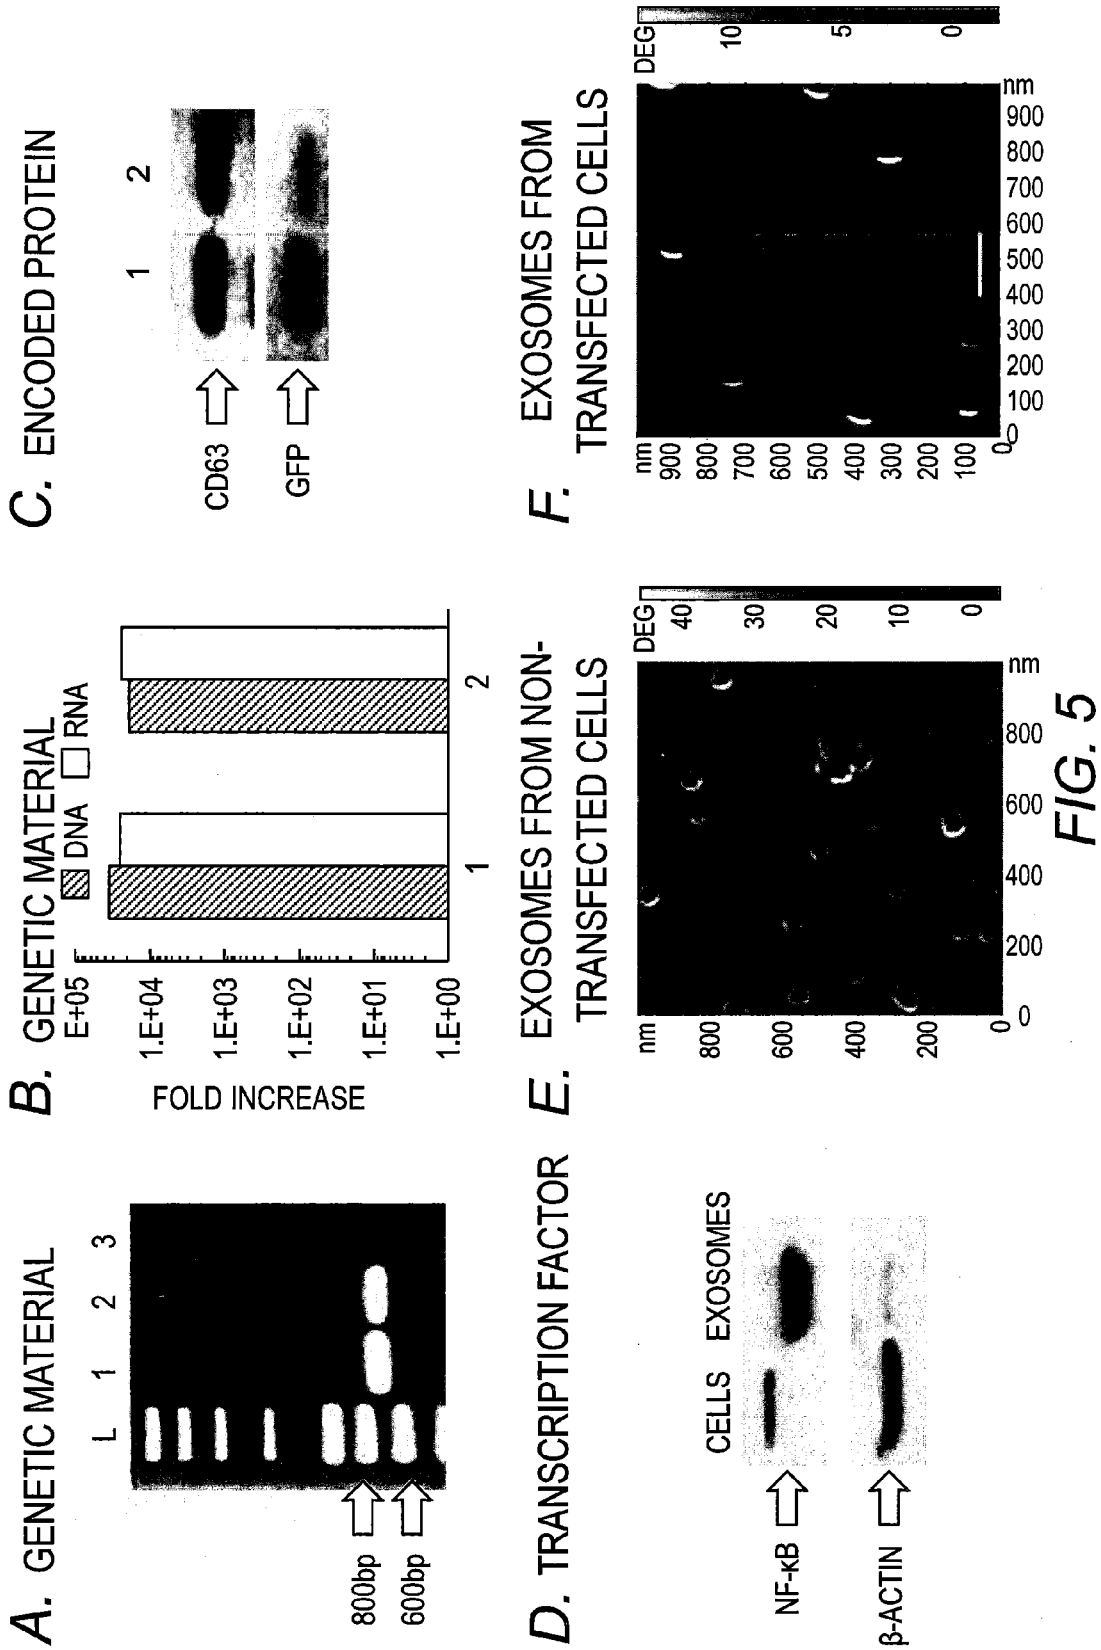 A. GENETIC MATERIAL
L 1 2 3
800bp
600bp
B. GENETIC MATERIAL
DNA RNA
E+05
1.E+04
1.E+03
1.E+02
1.E+01
1.E+00
FOLD INCREASE
1 2
C. ENCODED PROTEIN
1 2
CD63
GFP
D. TRANSCRIPTION FACTOR
CELLS EXOSOMES
NF-κB
β-ACTIN
E. EXOSOMES FROM NON-
TRANSFECTED CELLS
nm
800
600
400
200
0
0 200 400 600 800 nm
DEG
40
30
20
10
0
F. EXOSOMES FROM
TRANSFECTED CELLS
nm
900
800
700
600
500
400
300
200
100
0
0 100 200 300 400 500 600 700 800 900 nm
DEG
10
5
0
FIG. 5